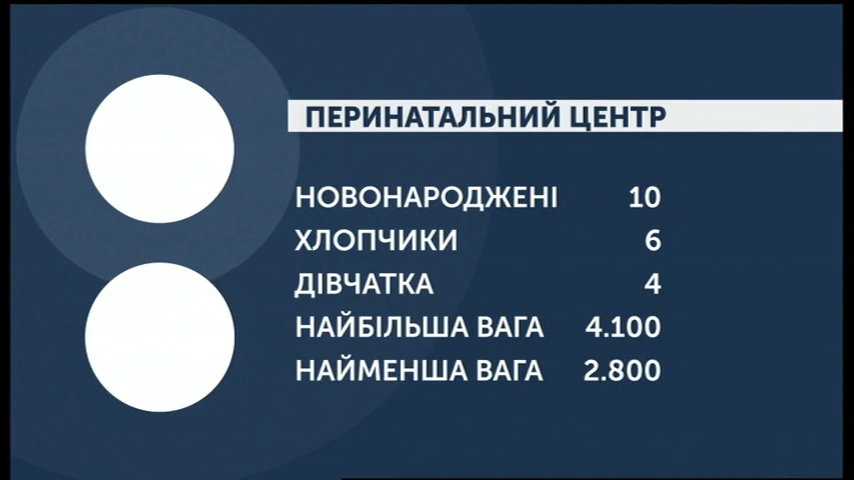 ПЕРИНАТАЛЬНИЙ ЦЕНТР
НОВОНАРОДЖЕНІ 10
ХЛОПЧИКИ 6
ДІВЧАТКА 4
НАЙБІЛЬША ВАГА 4.100
НАЙМЕНША ВАГА 2.800